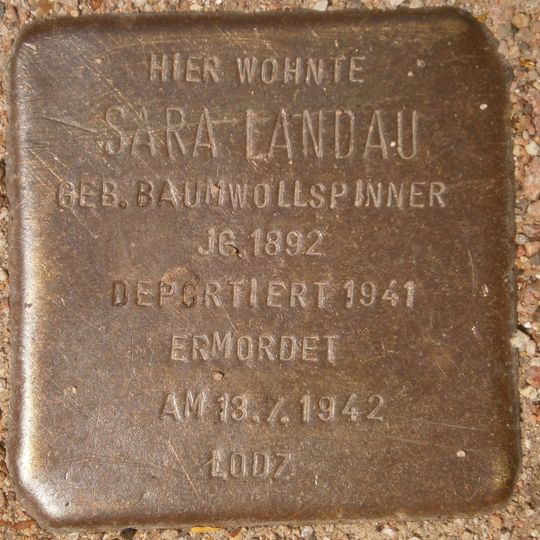 HIER WOHNTE
SARA LANDAU
GEB. BAUMWOLLSPINNER
JG. 1892
DEPORTIERT 1941
ERMORDET
AM 13.7.1942
LODZ